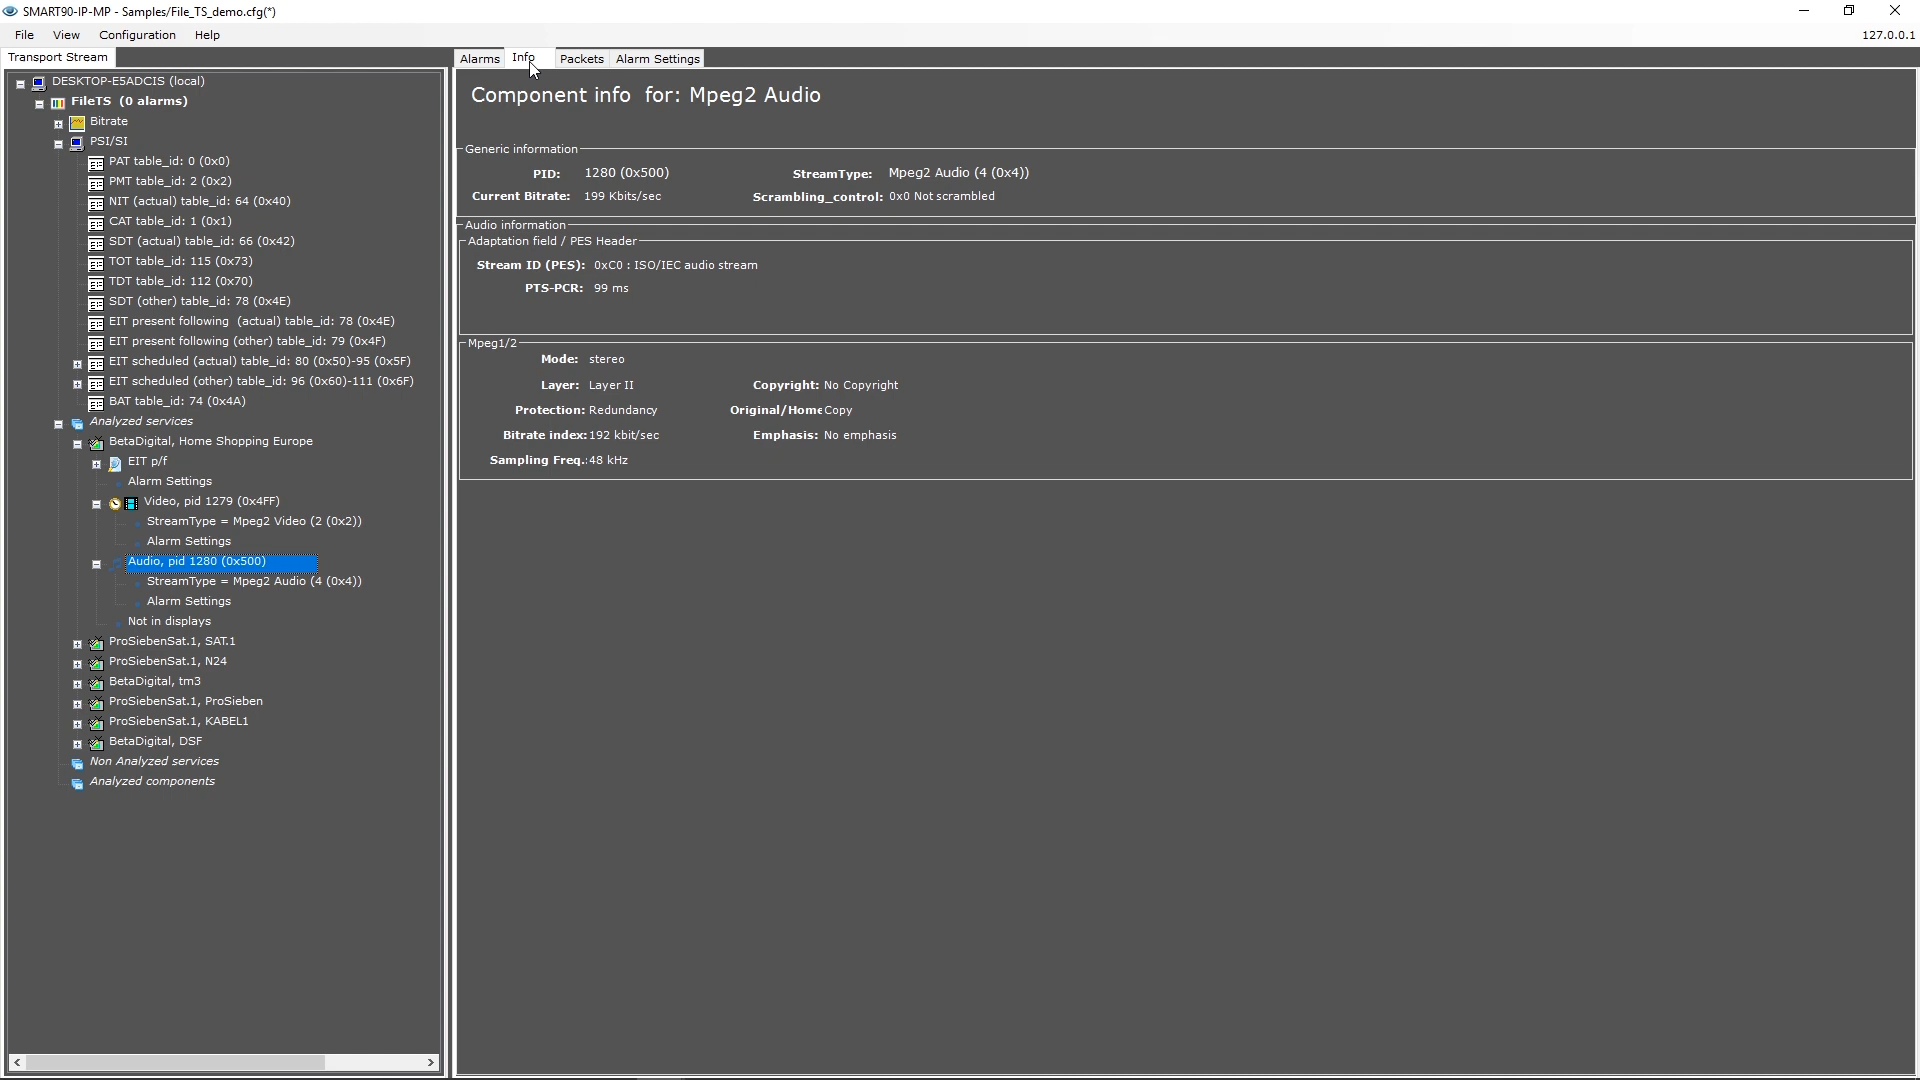 SMART90-IP-MP - Samples/File_TS_demo.cfg(*)
File View Configuration Help
127.0.0.1
Transport Stream
Alarms Info Packets Alarm Settings
DESKTOP-E5ADCIS (local)
FileTS (0 alarms)
Bitrate
PSI/SI
PAT table_id: 0 (0x0)
PMT table_id: 2 (0x2)
NIT (actual) table_id: 64 (0x40)
CAT table_id: 1 (0x1)
SDT (actual) table_id: 66 (0x42)
TOT table_id: 115 (0x73)
TDT table_id: 112 (0x70)
SDT (other) table_id: 78 (0x4E)
EIT present following (actual) table_id: 78 (0x4E)
EIT present following (other) table_id: 79 (0x4F)
EIT scheduled (actual) table_id: 80 (0x50)-95 (0x5F)
EIT scheduled (other) table_id: 96 (0x60)-111 (0x6F)
BAT table_id: 74 (0x4A)
Analyzed services
BetaDigital, Home Shopping Europe
EIT p/f
Alarm Settings
Video, pid 1279 (0x4FF)
StreamType = Mpeg2 Video (2 (0x2))
Alarm Settings
Audio, pid 1280 (0x500)
StreamType = Mpeg2 Audio (4 (0x4))
Alarm Settings
Not in displays
ProSiebenSat.1, SAT.1
ProSiebenSat.1, N24
BetaDigital, tm3
ProSiebenSat.1, ProSieben
ProSiebenSat.1, KABEL1
BetaDigital, DSF
Non Analyzed services
Analyzed components
Component info for: Mpeg2 Audio
Generic information
PID: 1280 (0x500) StreamType: Mpeg2 Audio (4 (0x4))
Current Bitrate: 199 Kbits/sec Scrambling_control: 0x0 Not scrambled
Audio information
Adaptation field / PES Header
Stream ID (PES): 0xC0 : ISO/IEC audio stream
PTS-PCR: 99 ms
Mpeg1/2
Mode: stereo
Layer: Layer II Copyright: No Copyright
Protection: Redundancy Original/Home Copy
Bitrate index: 192 kbit/sec Emphasis: No emphasis
Sampling Freq.: 48 kHz